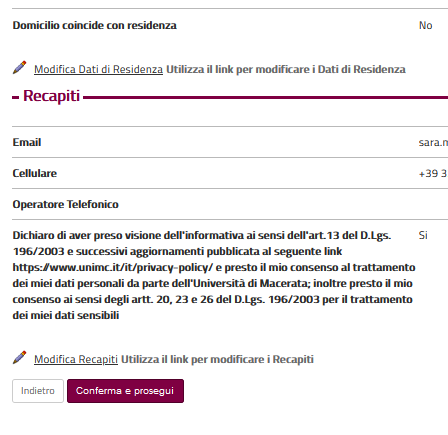 Domicilio coincide con residenza No
Modifica Dati di Residenza Utilizza il link per modificare i Dati di Residenza
Recapiti
Email sara.
Cellulare +39 3
Operatore Telefonico
Dichiaro di aver preso visione dell'informativa ai sensi dell'art.13 del D.Lgs. Si
196/2003 e successivi aggiornamenti pubblicata al seguente link
https://www.unimc.it/it/privacy-policy/ e presto il mio consenso al trattamento
dei miei dati personali da parte dell'Università di Macerata; inoltre presto il mio
consenso ai sensi degli artt. 20, 23 e 26 del D.Lgs. 196/2003 per il trattamento
dei miei dati sensibili
Modifica Recapiti Utilizza il link per modificare i Recapiti
Indietro Conferma e prosegui